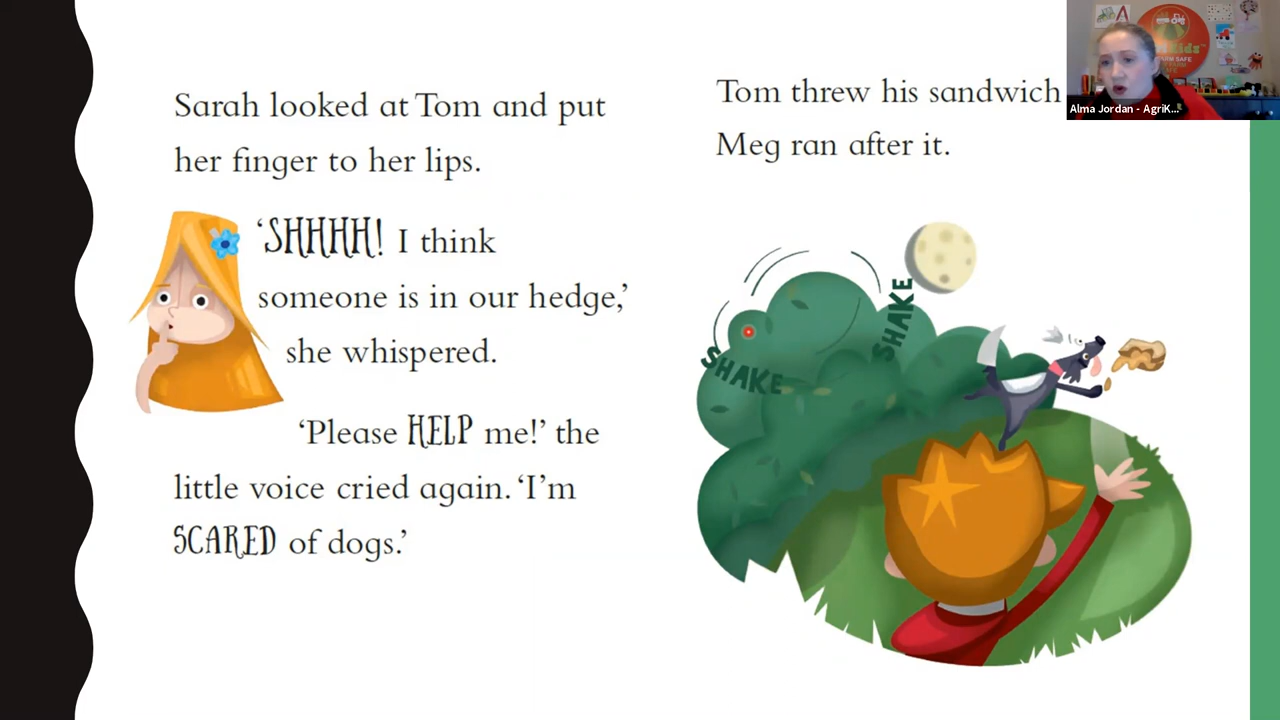 Sarah looked at Tom and put
her finger to her lips.
‘SHHHH! I think
someone is in our hedge,’
she whispered.
‘Please HELP me!’ the
little voice cried again. ‘I’m
SCARED of dogs.’
Tom threw his sandwich
Meg ran after it.
SHAKE
SHAKE
Alma Jordan - AgriK...